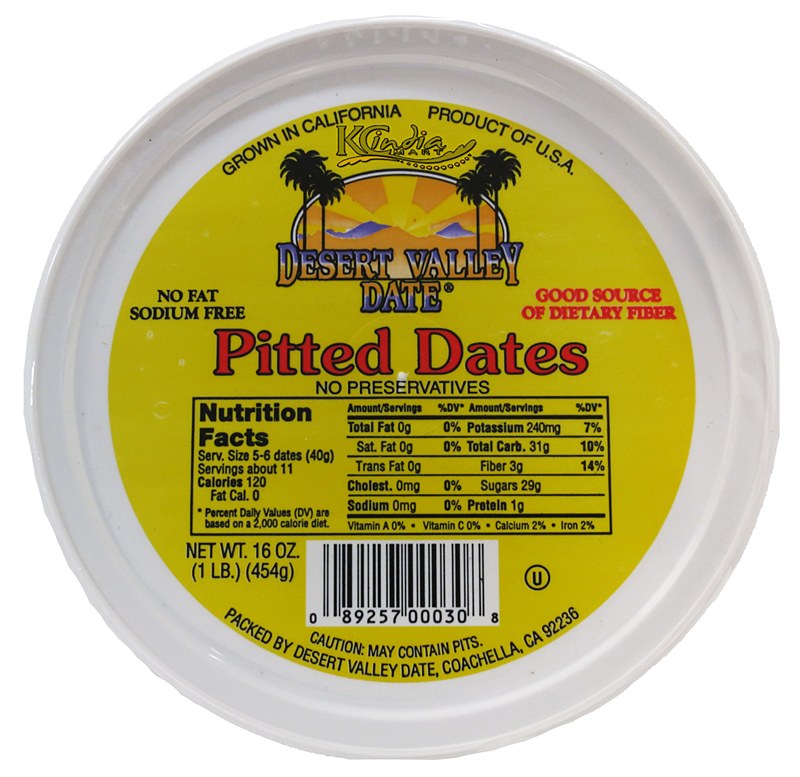 GROWN IN CALIFORNIA PRODUCT OF U.S.A.
KCindia
MART
DESERT VALLEY
DATE®
NO FAT
SODIUM FREE
GOOD SOURCE
OF DIETARY FIBER
Pitted Dates
NO PRESERVATIVES
Nutrition
Facts
Serv. Size 5-6 dates (40g)
Servings about 11
Calories 120
Fat Cal. 0
* Percent Daily Values (DV) are
based on a 2,000 calorie diet.
Amount/Servings %DV* Amount/Servings %DV*
Total Fat 0g 0% Potassium 240mg 7%
Sat. Fat 0g 0% Total Carb. 31g 10%
Trans Fat 0g Fiber 3g 14%
Cholest. 0mg 0% Sugars 29g
Sodium 0mg 0% Protein 1g
Vitamin A 0% • Vitamin C 0% • Calcium 2% • Iron 2%
NET WT. 16 OZ.
(1 LB.) (454g)
0 89257 00030 8
U
CAUTION: MAY CONTAIN PITS.
PACKED BY DESERT VALLEY DATE, COACHELLA, CA 92236